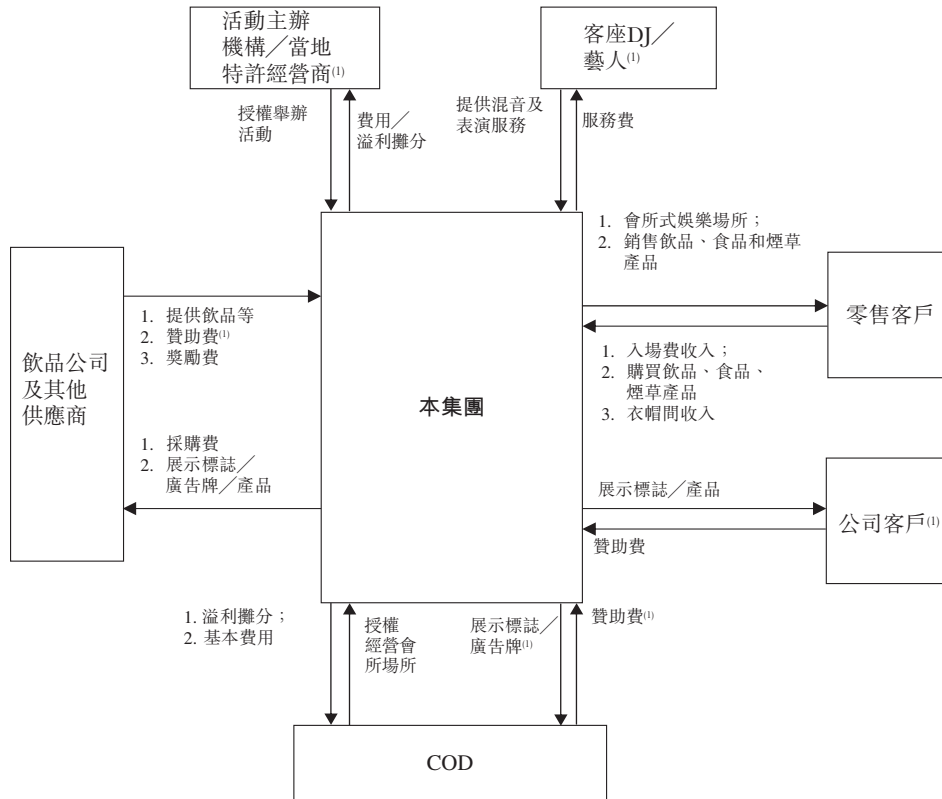 活動主辦
機構／當地
特許經營商(1)
客座DJ／
藝人(1)
授權舉辦
活動
費用／
溢利攤分
提供混音及
表演服務
服務費
1. 會所式娛樂場所；
2. 銷售飲品、食品和煙草
產品
飲品公司
及其他
供應商
1. 提供飲品等
2. 贊助費(1)
3. 獎勵費
本集團
零售客戶
1. 入場費收入；
2. 購買飲品、食品、
煙草產品
3. 衣帽間收入
1. 採購費
2. 展示標誌／
廣告牌／產品
展示標誌／產品
公司客戶(1)
贊助費
1. 溢利攤分；
2. 基本費用
授權
經營會
所場所
展示標誌／
廣告牌(1)
贊助費(1)
COD